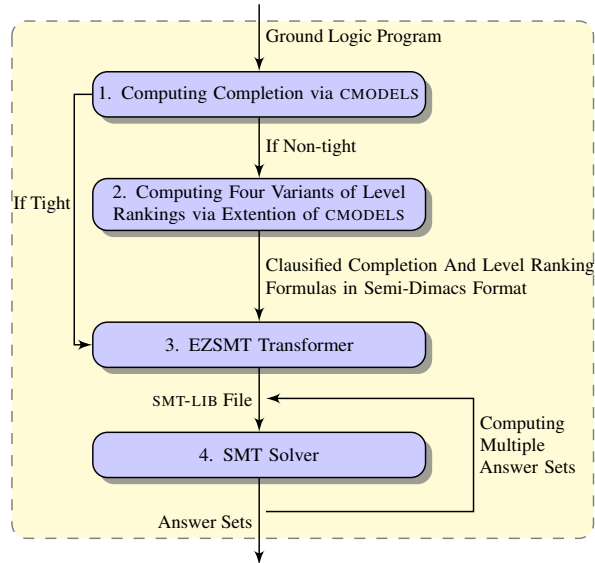 Ground Logic Program
1. Computing Completion via CMODELS
If Non-tight
If Tight
2. Computing Four Variants of Level
Rankings via Extention of CMODELS
Clausified Completion And Level Ranking
Formulas in Semi-Dimacs Format
3. EZSMT Transformer
SMT-LIB File
Computing
Multiple
Answer Sets
4. SMT Solver
Answer Sets